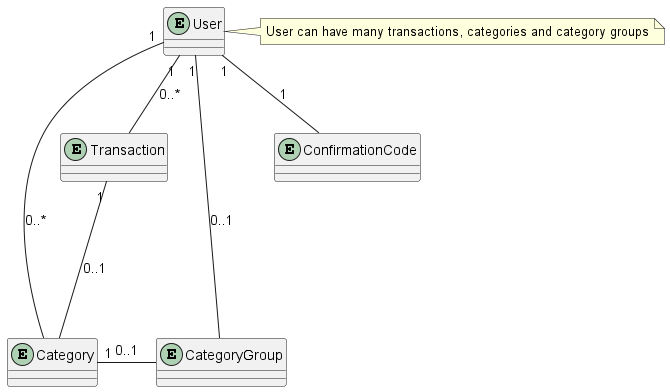 E User
User can have many transactions, categories and category groups
1
1
1
1
0..*
1
E Transaction
E ConfirmationCode
1
0..*
0..1
0..1
E Category
1
0..1
E CategoryGroup